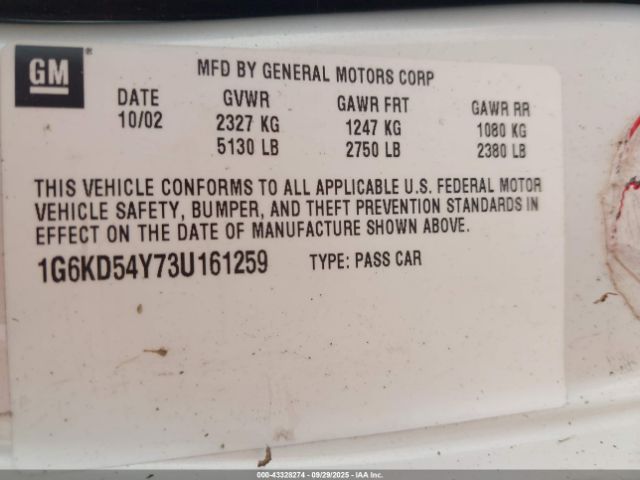 GM®
MFD BY GENERAL MOTORS CORP
DATE GVWR GAWR FRT GAWR RR
10/02 2327 KG 1247 KG 1080 KG
5130 LB 2750 LB 2380 LB
THIS VEHICLE CONFORMS TO ALL APPLICABLE U.S. FEDERAL MOTOR
VEHICLE SAFETY, BUMPER, AND THEFT PREVENTION STANDARDS IN
EFFECT ON THE DATE OF MANUFACTURE SHOWN ABOVE.
1G6KD54Y73U161259 TYPE: PASS CAR
000-43328274 - 09/29/2025 - IAAI.COM